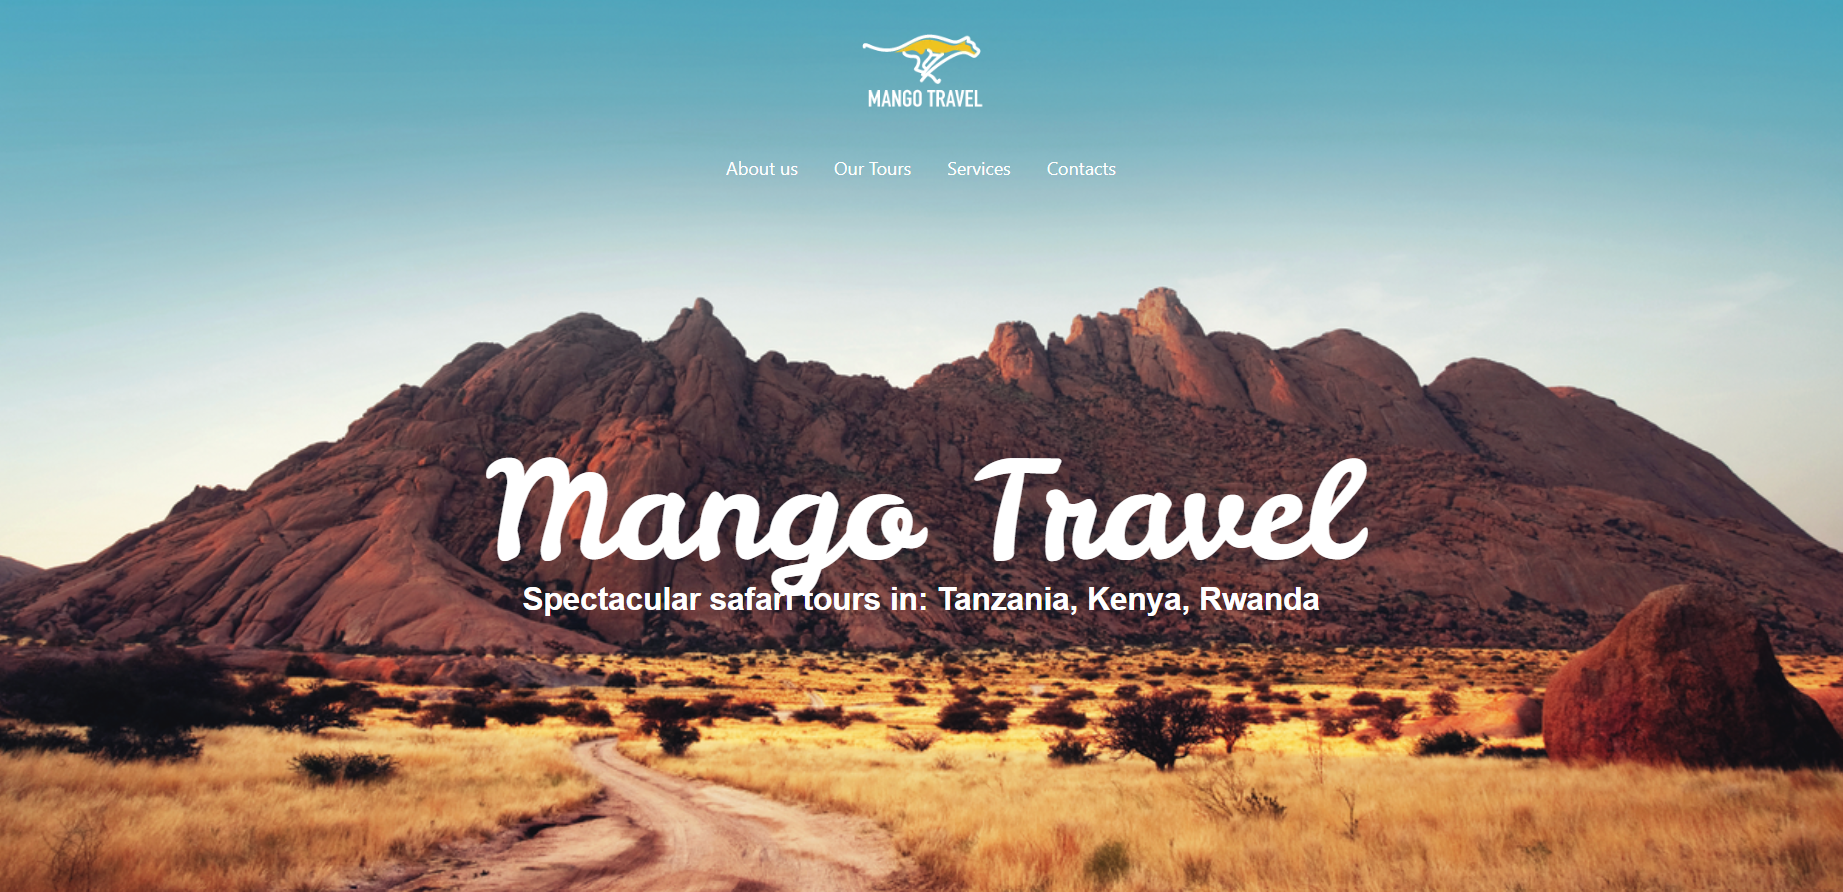 MANGO TRAVEL
About us Our Tours Services Contacts
Mango Travel
Spectacular safari tours in: Tanzania, Kenya, Rwanda